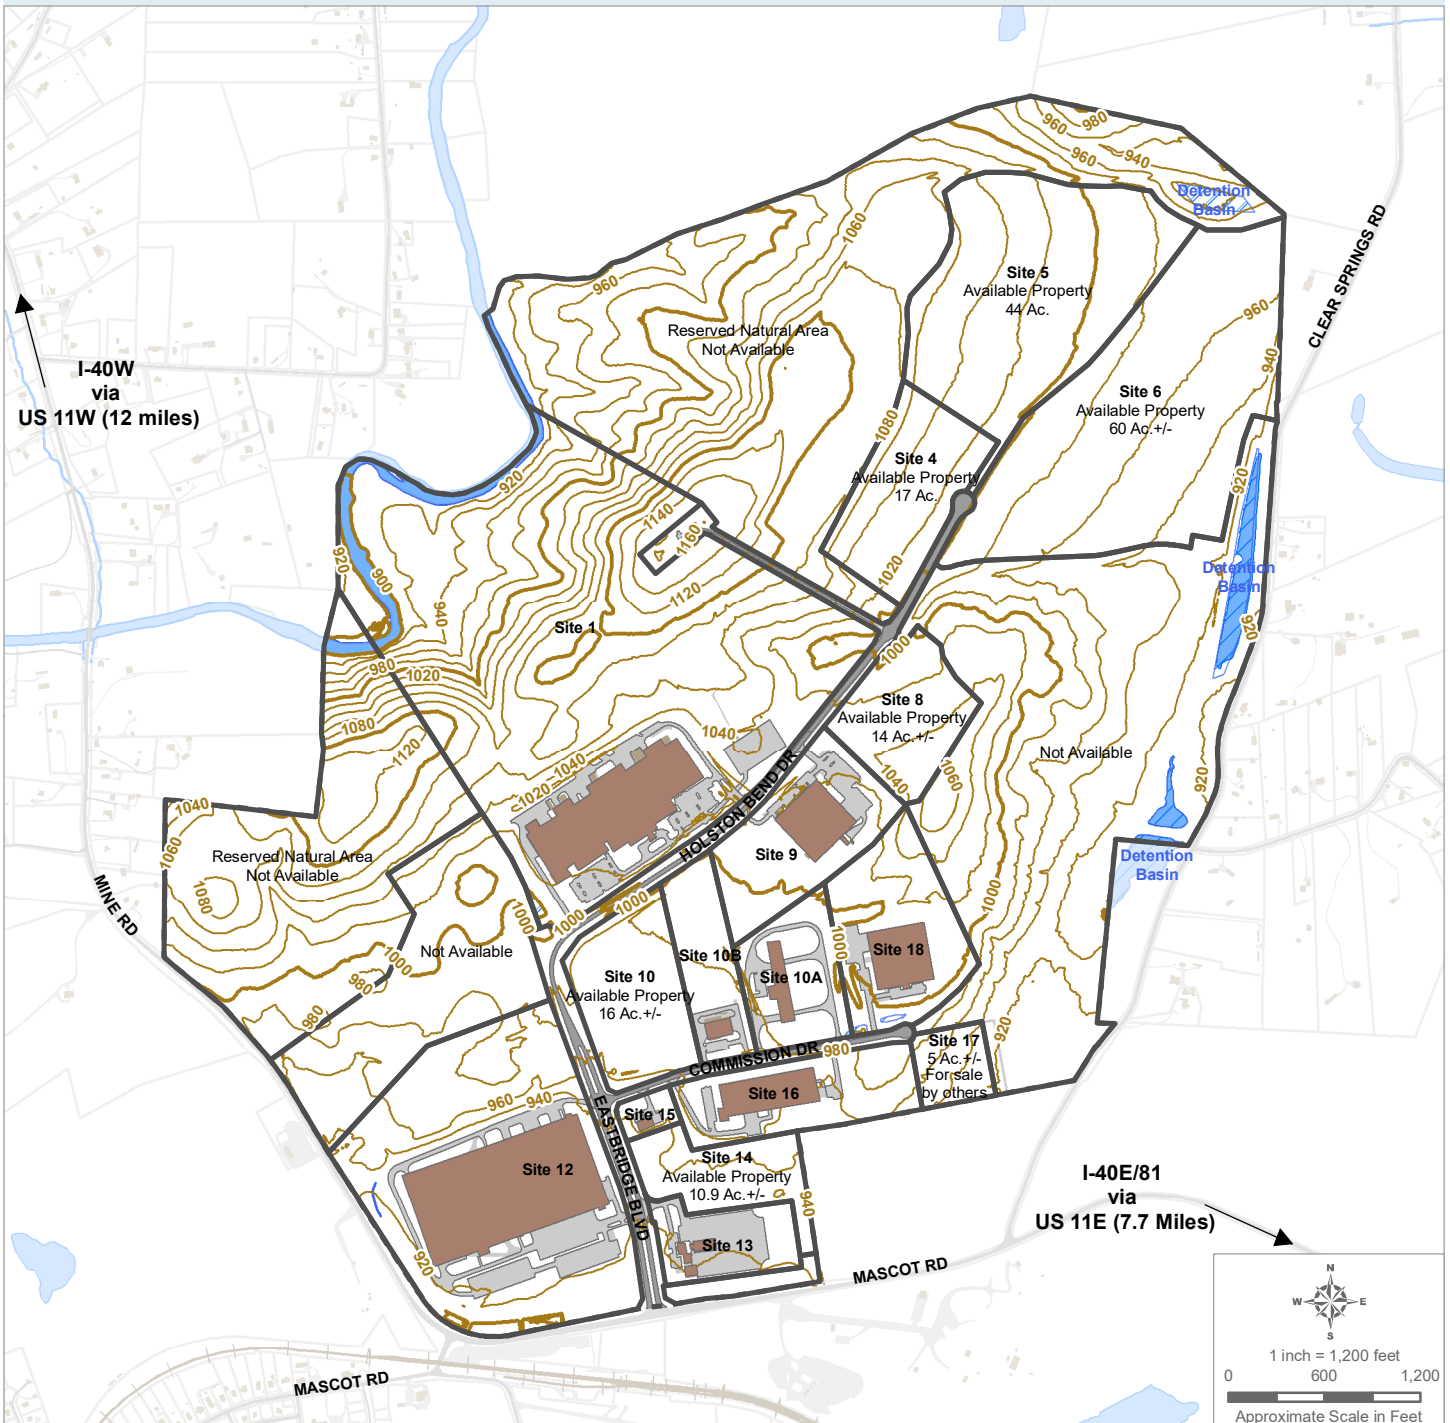 960
980
960
940
Detention
Basin
1060
CLEAR SPRINGS RD
Site 5
Available Property
44 Ac.
960
960
Reserved Natural Area
Not Available
940
I-40W
via
US 11W (12 miles)
Site 6
Available Property
60 Ac.+/-
1080
Site 4
Available Property
17 Ac.
920
920
1140
1160
920
900
1020
Detention
Basin
1120
940
Site 1
920
1000
980
1020
Site 8
Available Property
14 Ac.+/-
1080
1040
1120
Not Available
1040
1020
1040
1060
920
HOLSTON BEND DR
1040
1060
Reserved Natural Area
Not Available
1080
Site 9
Detention
Basin
MINE RD
1000
1000
1000
1000
1000
Not Available
1000
980
980
Site 10
Available Property
16 Ac.+/-
Site 10B
Site 10A
Site 18
920
Site 17
5 Ac.+/-
For sale
by others
COMMISSION DR
980
Site 16
960
940
Site 15
EASTBRIDGE BLVD
Site 14
Available Property
10.9 Ac.+/-
Site 12
940
I-40E/81
via
US 11E (7.7 Miles)
Site 13
920
MASCOT RD
MASCOT RD
N
W
E
S
1 inch = 1,200 feet
0
600
1,200
Approximate Scale in Feet